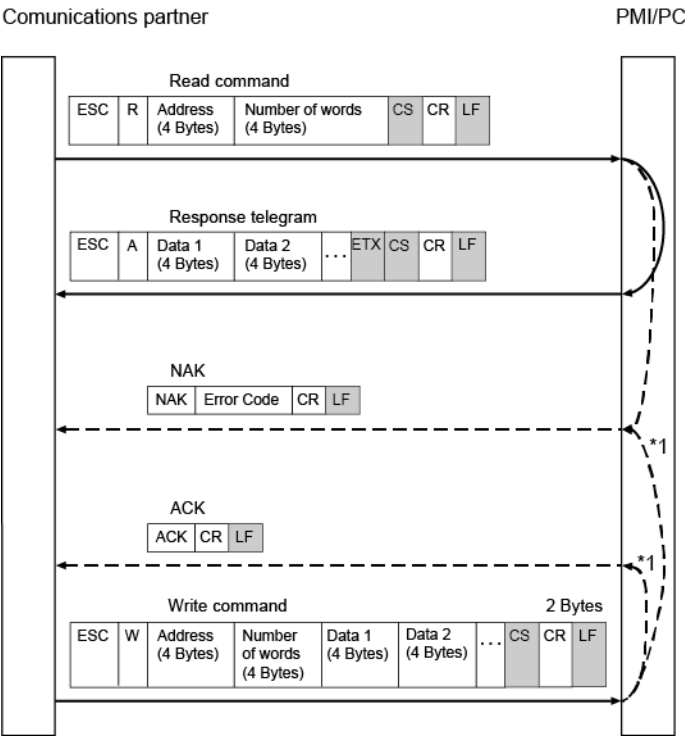 Comunications partner
PMI/PC
Read command
ESC R Address Number of words CS CR LF
(4 Bytes) (4 Bytes)
Response telegram
ESC A Data 1 Data 2 ... ETX CS CR LF
(4 Bytes) (4 Bytes)
NAK
NAK Error Code CR LF
*1
ACK
ACK CR LF
*1
Write command
2 Bytes
ESC W Address Number Data 1 Data 2 ... CS CR LF
(4 Bytes) of words (4 Bytes) (4 Bytes)
(4 Bytes)